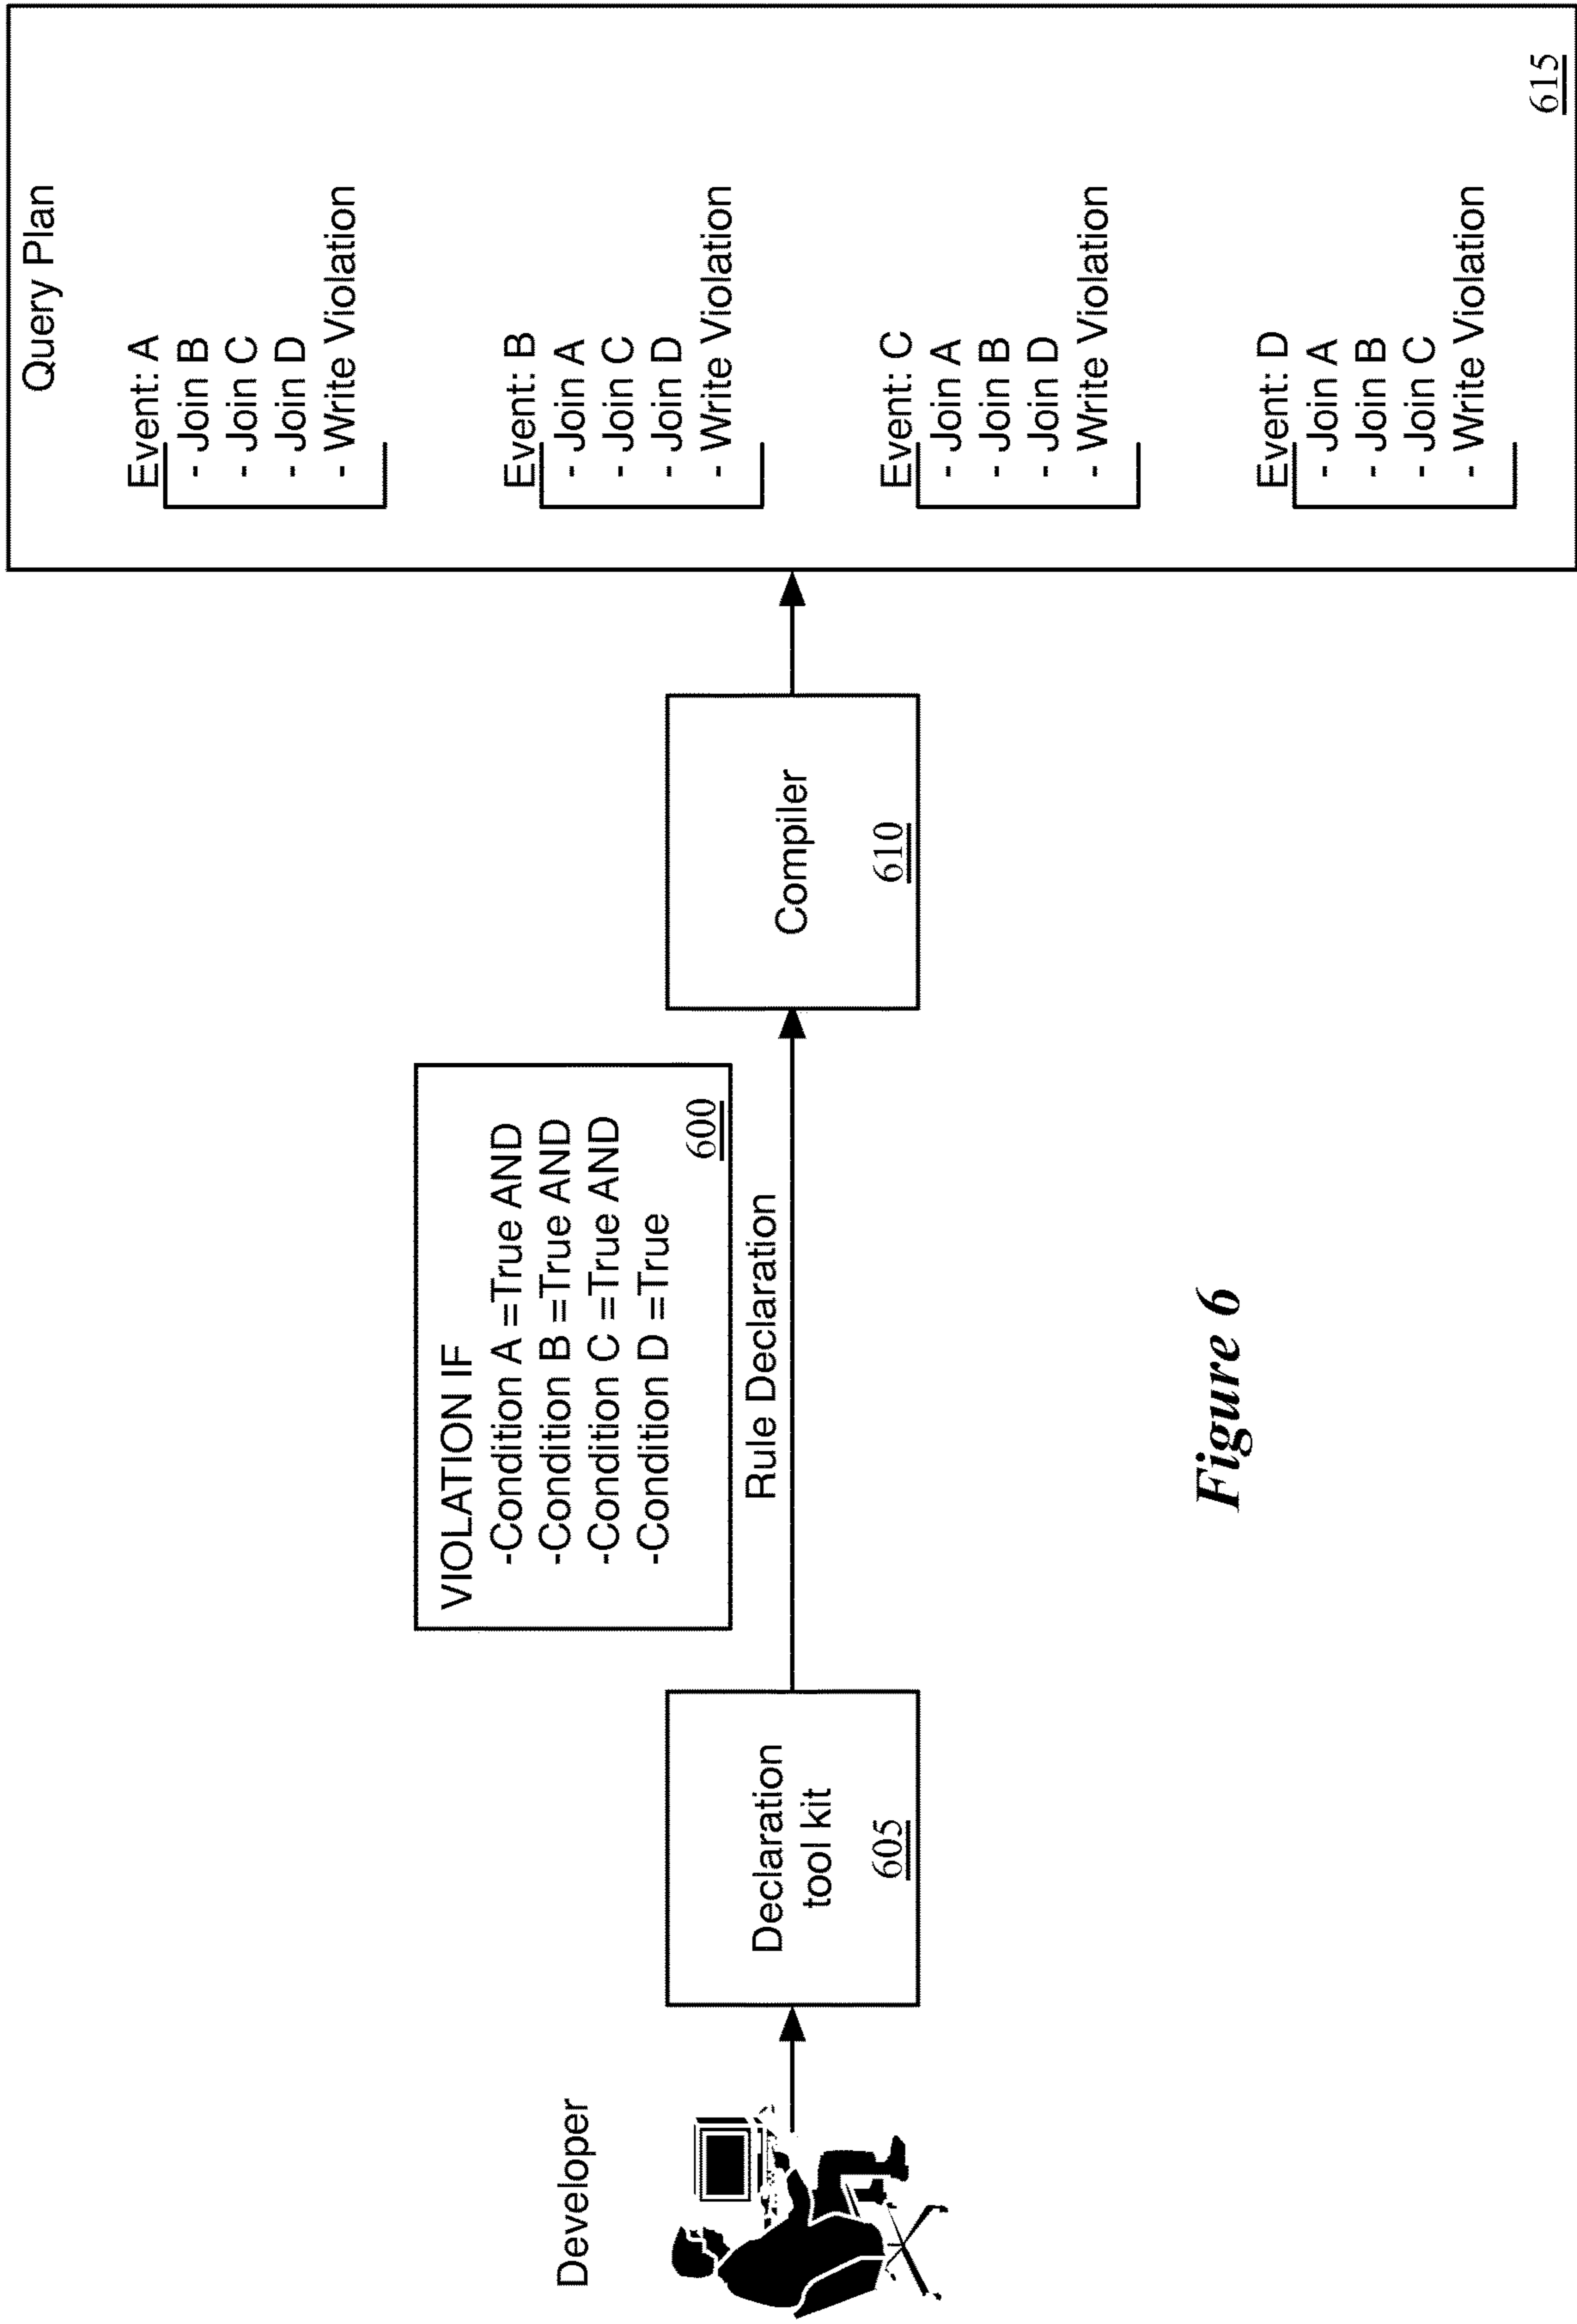 Developer
Declaration
tool kit
605
VIOLATION IF
-Condition A =True AND
-Condition B =True AND
-Condition C =True AND
-Condition D =True
600
Rule Declaration
Compiler
610
Query Plan
Event: A
- Join B
- Join C
- Join D
- Write Violation
Event: B
- Join A
- Join C
- Join D
- Write Violation
Event: C
- Join A
- Join B
- Join D
- Write Violation
Event: D
- Join A
- Join B
- Join C
- Write Violation
615
Figure 6